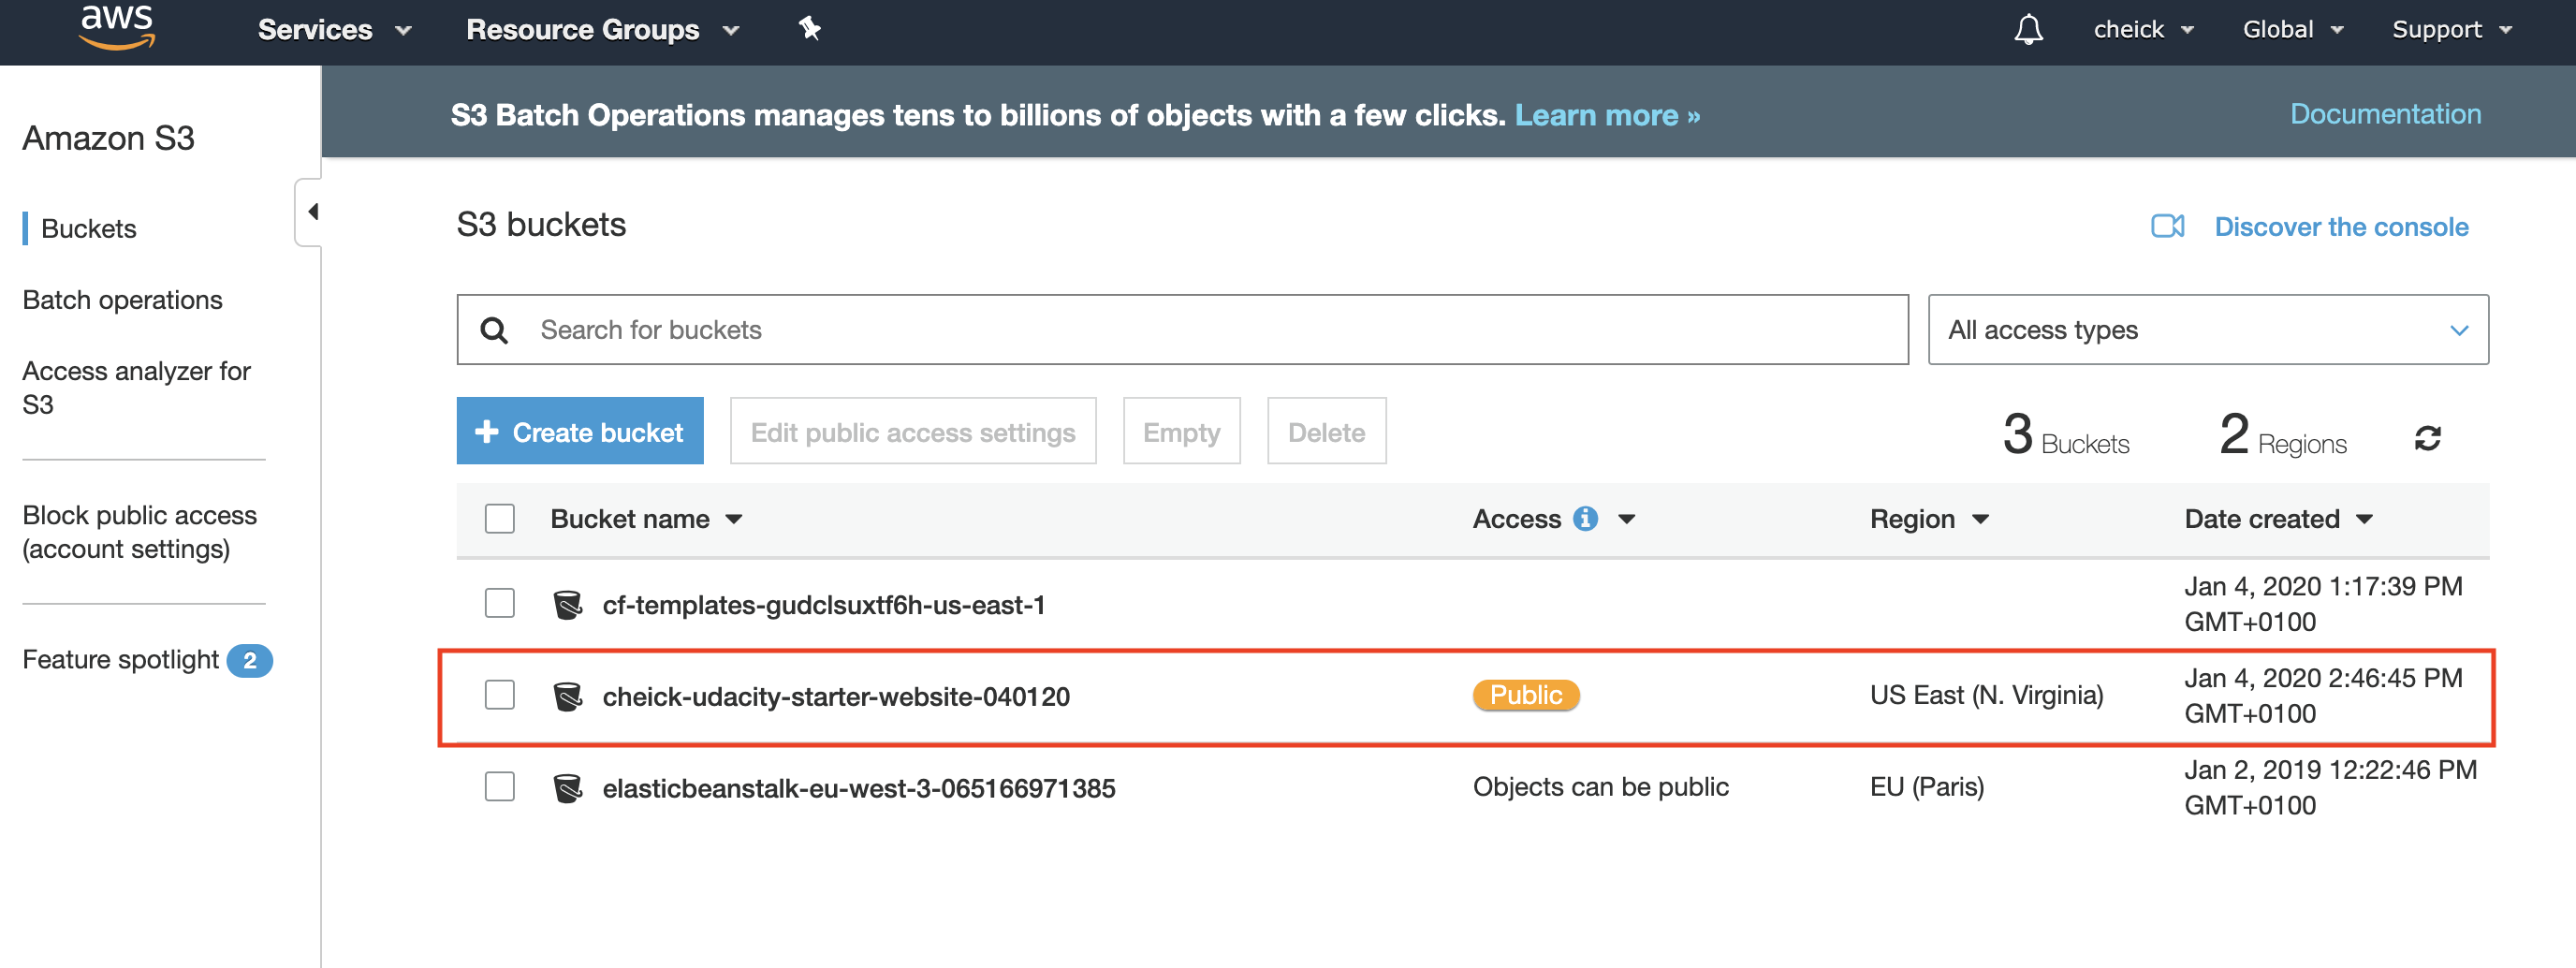 aws Services Resource Groups cheick Global Support
S3 Batch Operations manages tens to billions of objects with a few clicks. Learn more » Documentation
Amazon S3
Buckets
Batch operations
Access analyzer for
S3
Block public access
(account settings)
Feature spotlight 2
S3 buckets Discover the console
Search for buckets All access types
Create bucket Edit public access settings Empty Delete 3 Buckets 2 Regions
Bucket name Access Region Date created
cf-templates-gudclsuxtf6h-us-east-1 Jan 4, 2020 1:17:39 PM
GMT+0100
cheick-udacity-starter-website-040120 Public US East (N. Virginia) Jan 4, 2020 2:46:45 PM
GMT+0100
elasticbeanstalk-eu-west-3-065166971385 Objects can be public EU (Paris) Jan 2, 2019 12:22:46 PM
GMT+0100